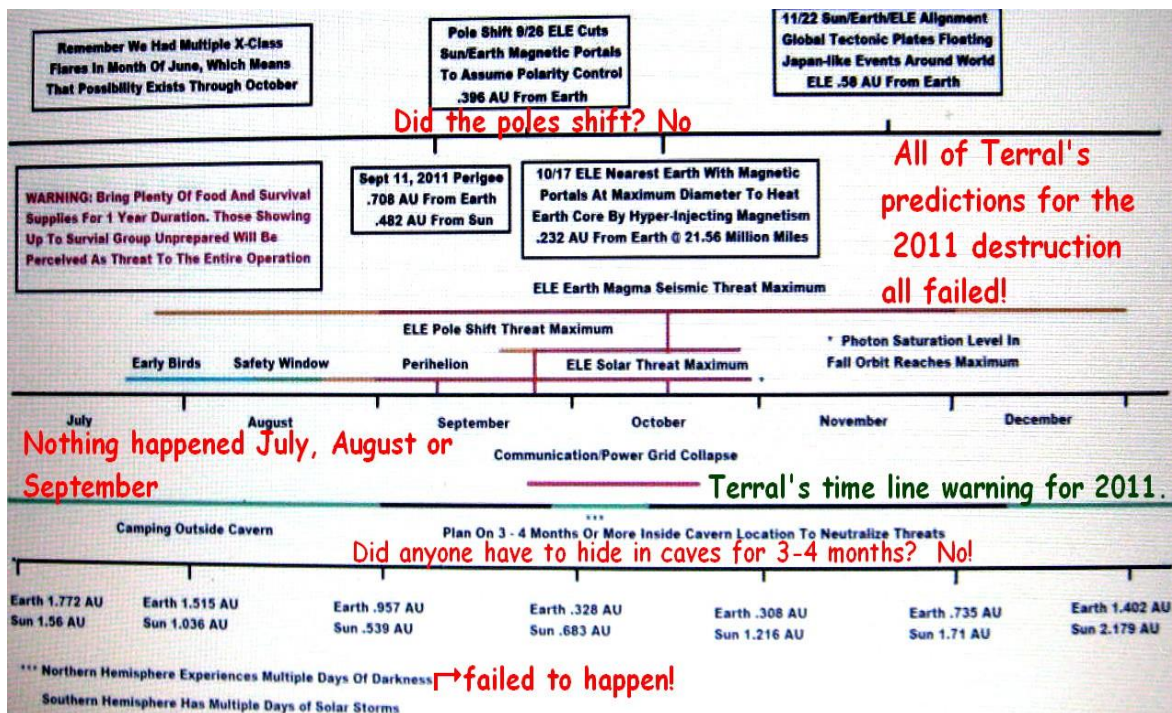 Remember We Had Multiple X-Class
Flares In Month Of June, Which Means
That Possibility Exists Through October
Pole Shift 9/26 ELE Cuts
Sun/Earth Magnetic Portals
To Assume Polarity Control
.396 AU From Earth
11/22 Sun/Earth/ELE Alignment
Global Tectonic Plates Floating
Japan-like Events Around World
ELE .58 AU From Earth
Did the poles shift? No
WARNING: Bring Plenty Of Food And Survival
Supplies For 1 Year Duration. Those Showing
Up To Survial Group Unprepared Will Be
Perceived As Threat To The Entire Operation
Sept 11, 2011 Perigee
.708 AU From Earth
.482 AU From Sun
10/17 ELE Nearest Earth With Magnetic
Portals At Maximum Diameter To Heat
Earth Core By Hyper-Injecting Magnetism
.232 AU From Earth @ 21.56 Million Miles
All of Terral's
predictions for the
2011 destruction
all failed!
ELE Earth Magma Seismic Threat Maximum
ELE Pole Shift Threat Maximum
* Photon Saturation Level In
Fall Orbit Reaches Maximum
Early Birds
Safety Window
Perihelion
ELE Solar Threat Maximum
*
July
August
September
October
November
December
Nothing happened July, August or
September
Communication/Power Grid Collapse
Terral's time line warning for 2011.
***
Camping Outside Cavern
Plan On 3 - 4 Months Or More Inside Cavern Location To Neutralize Threats
Did anyone have to hide in caves for 3-4 months? No!
Earth 1.772 AU
Sun 1.56 AU
Earth 1.515 AU
Sun 1.036 AU
Earth .957 AU
Sun .539 AU
Earth .328 AU
Sun .683 AU
Earth .308 AU
Sun 1.216 AU
Earth .735 AU
Sun 1.71 AU
Earth 1.402 AU
Sun 2.179 AU
*** Northern Hemisphere Experiences Multiple Days Of Darkness
failed to happen!
Southern Hemisphere Has Multiple Days of Solar Storms